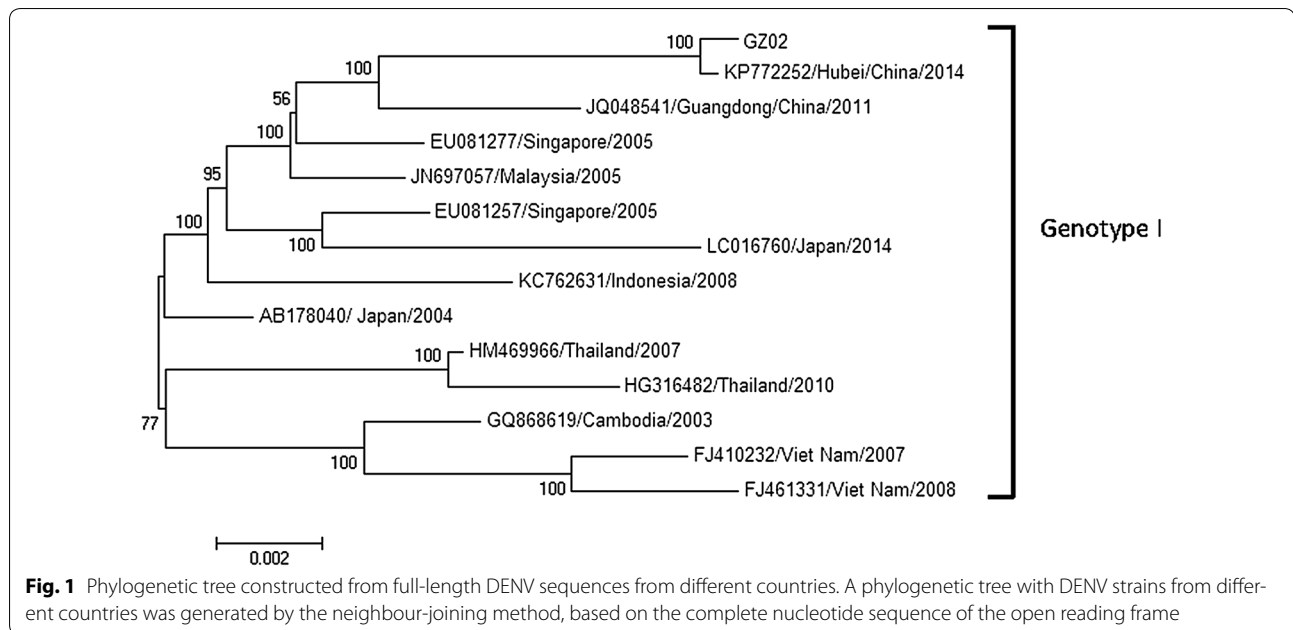 100
GZ02
KP772252/Hubei/China/2014
100
JQ048541/Guangdong/China/2011
56
EU081277/Singapore/2005
100
JN697057/Malaysia/2005
95
EU081257/Singapore/2005
100
LC016760/Japan/2014
100
KC762631/Indonesia/2008
AB178040/ Japan/2004
100
HM469966/Thailand/2007
HG316482/Thailand/2010
77
GQ868619/Cambodia/2003
100
FJ410232/Viet Nam/2007
100
FJ461331/Viet Nam/2008
Genotype I
0.002
Fig. 1 Phylogenetic tree constructed from full-length DENV sequences from different countries. A phylogenetic tree with DENV strains from differ-
ent countries was generated by the neighbour-joining method, based on the complete nucleotide sequence of the open reading frame